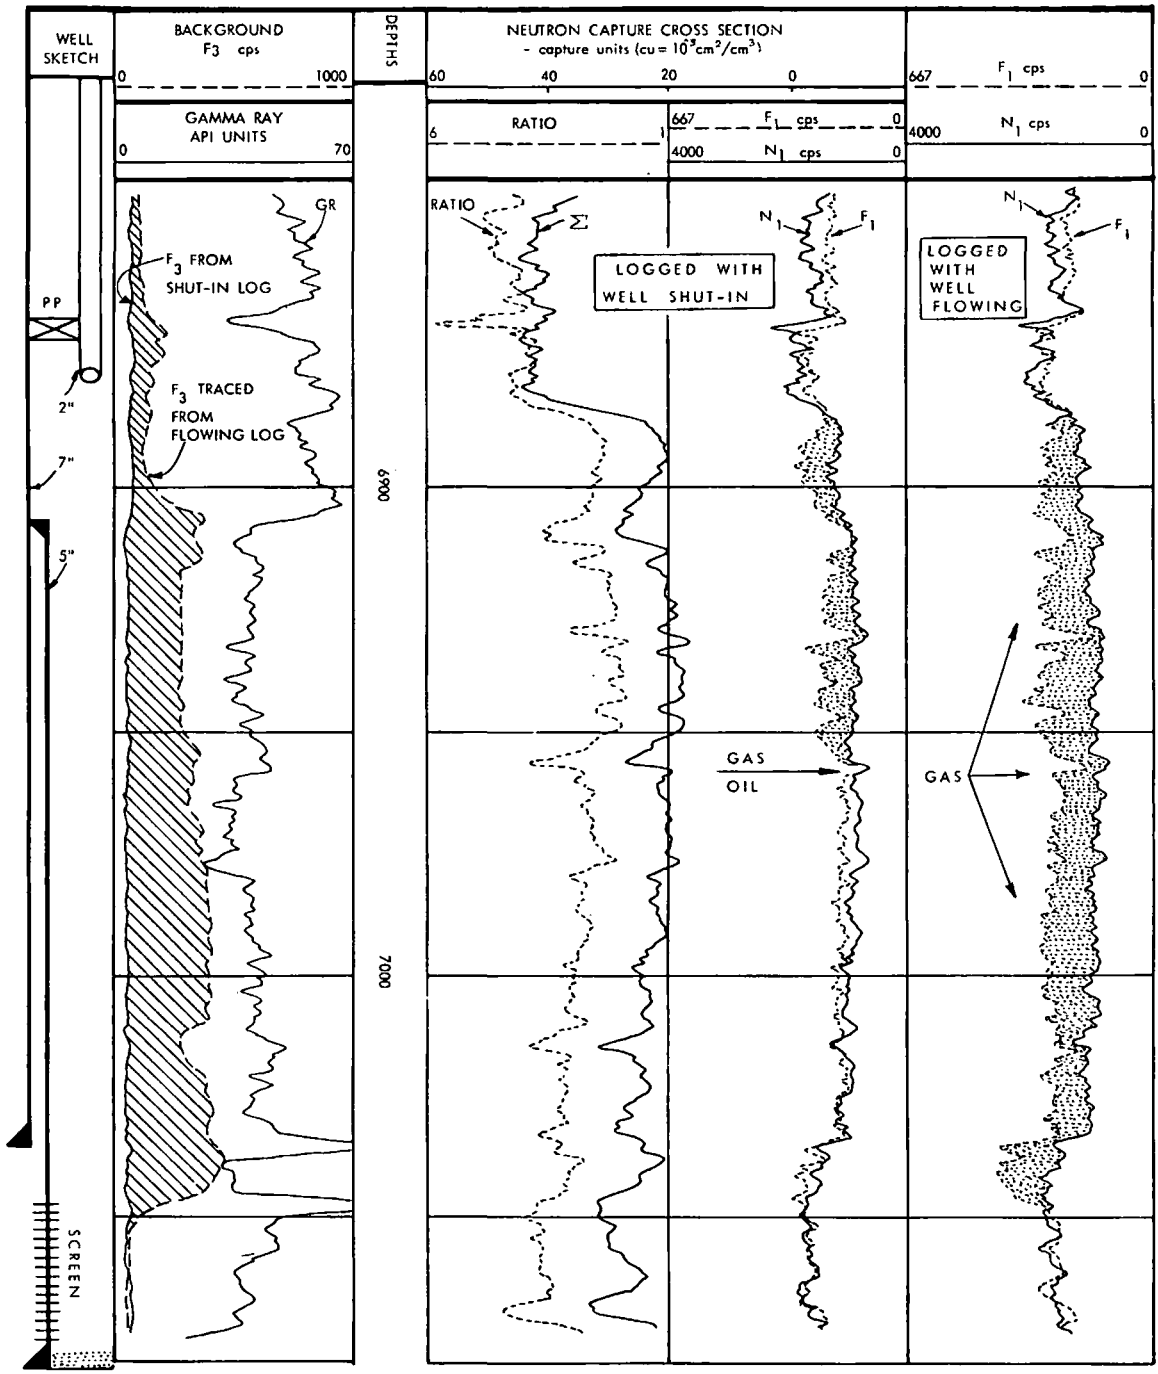 WELL
SKETCH
BACKGROUND
F3 cps
0 1000
GAMMA RAY
API UNITS
0 70
DEPTHS
NEUTRON CAPTURE CROSS SECTION
- capture units (cu = 10⁻³cm²/cm³)
60 40 20 0
6 RATIO 1
667 F1 cps 0
4000 N1 cps 0
667 F1 cps 0
4000 N1 cps 0
GR
F3 FROM
SHUT-IN LOG
F3 TRACED
FROM
FLOWING LOG
PP
2"
7"
5"
SCREEN
6900
7000
RATIO
Σ
LOGGED WITH
WELL SHUT-IN
N1
F1
GAS
OIL
N1
F1
LOGGED
WITH
WELL
FLOWING
GAS